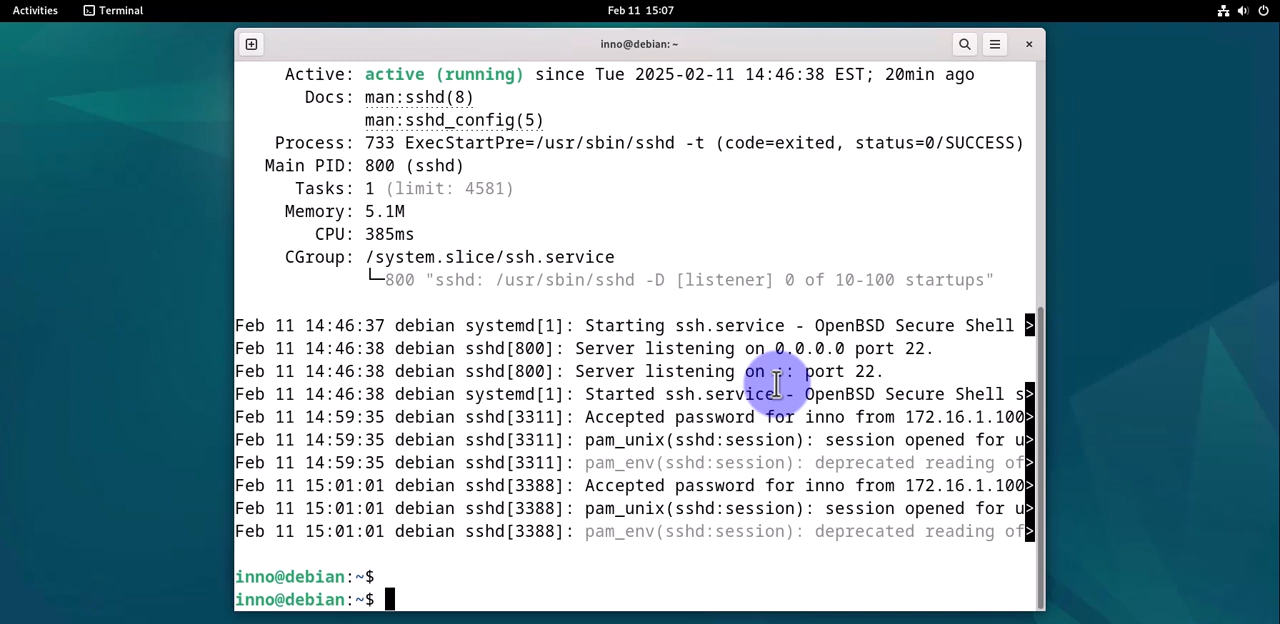 Activities Terminal Feb 11 15:07
inno@debian: ~
Active: active (running) since Tue 2025-02-11 14:46:38 EST; 20min ago
Docs: man:sshd(8)
man:sshd_config(5)
Process: 733 ExecStartPre=/usr/sbin/sshd -t (code=exited, status=0/SUCCESS)
Main PID: 800 (sshd)
Tasks: 1 (limit: 4581)
Memory: 5.1M
CPU: 385ms
CGroup: /system.slice/ssh.service
└─800 "sshd: /usr/sbin/sshd -D [listener] 0 of 10-100 startups"
Feb 11 14:46:37 debian systemd[1]: Starting ssh.service - OpenBSD Secure Shell >
Feb 11 14:46:38 debian sshd[800]: Server listening on 0.0.0.0 port 22.
Feb 11 14:46:38 debian sshd[800]: Server listening on :: port 22.
Feb 11 14:46:38 debian systemd[1]: Started ssh.service - OpenBSD Secure Shell s>
Feb 11 14:59:35 debian sshd[3311]: Accepted password for inno from 172.16.1.100>
Feb 11 14:59:35 debian sshd[3311]: pam_unix(sshd:session): session opened for u>
Feb 11 14:59:35 debian sshd[3311]: pam_env(sshd:session): deprecated reading of>
Feb 11 15:01:01 debian sshd[3388]: Accepted password for inno from 172.16.1.100>
Feb 11 15:01:01 debian sshd[3388]: pam_unix(sshd:session): session opened for u>
Feb 11 15:01:01 debian sshd[3388]: pam_env(sshd:session): deprecated reading of>
inno@debian:~$
inno@debian:~$